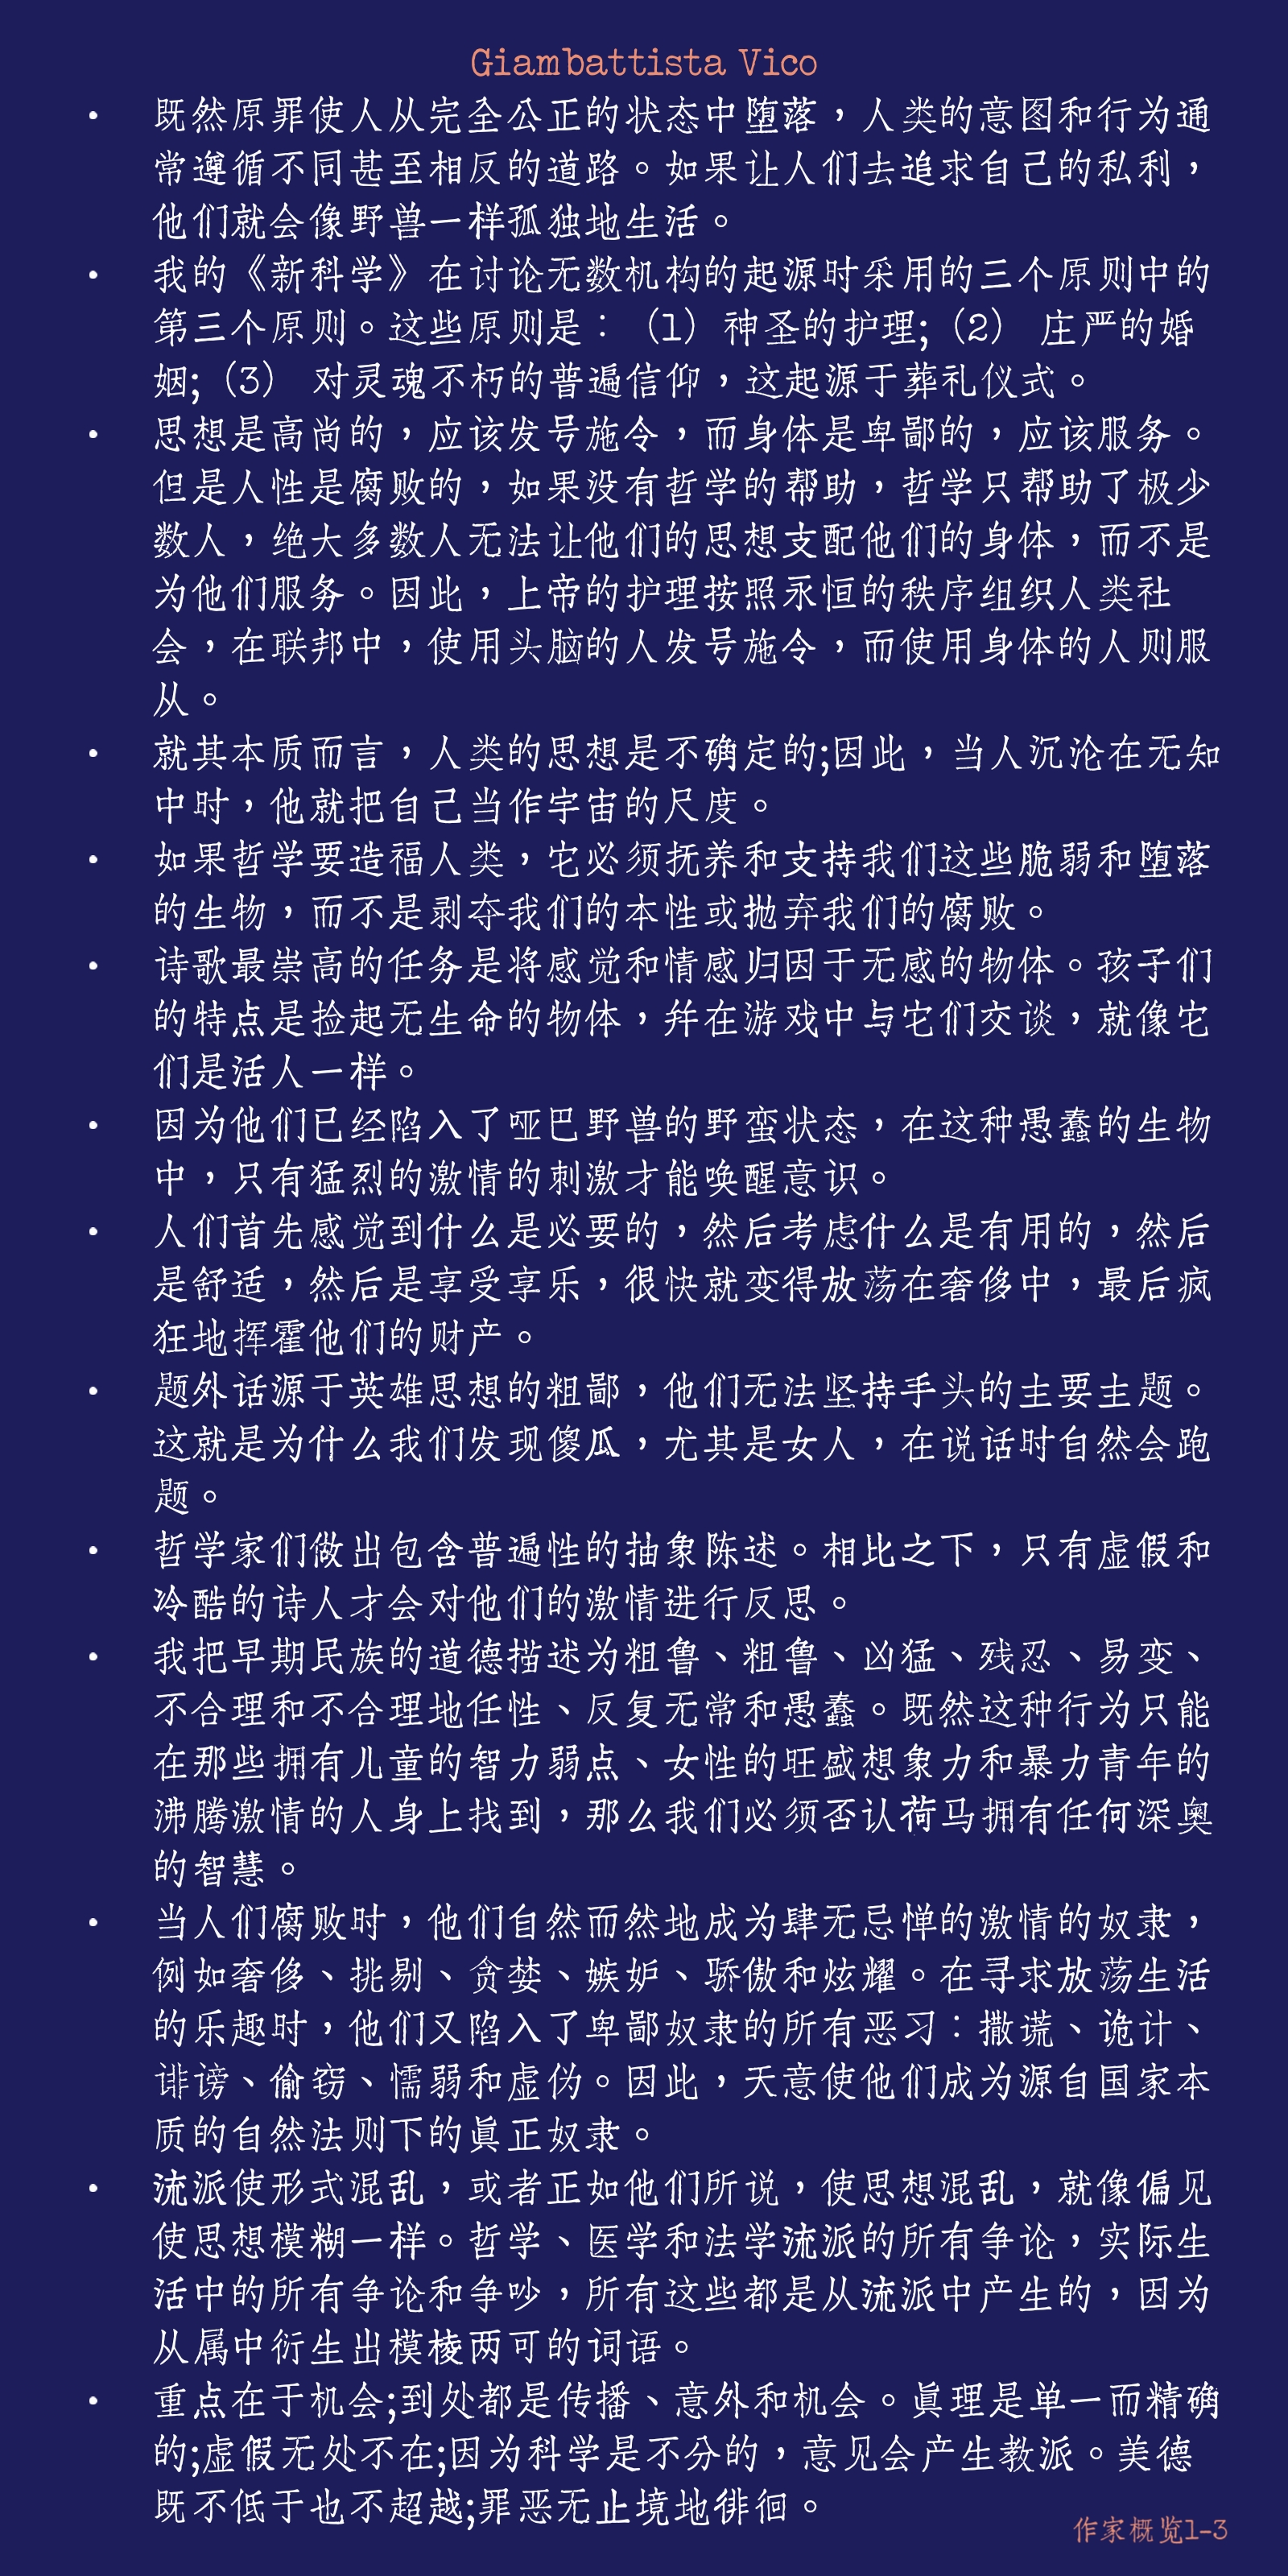 Giambattista Vico
• 既然原罪使人从完全公正的状态中堕落，人类的意图和行为通
常遵循不同甚至相反的道路。如果让人们去追求自己的私利，
他们就会像野兽一样孤独地生活。
• 我的《新科学》在讨论无数机构的起源时采用的三个原则中的
第三个原则。这些原则是：（1）神圣的护理;（2） 庄严的婚
姻;（3） 对灵魂不朽的普遍信仰，这起源于葬礼仪式。
• 思想是高尚的，应该发号施令，而身体是卑鄙的，应该服务。
但是人性是腐败的，如果没有哲学的帮助，哲学只帮助了极少
数人，绝大多数人无法让他们的思想支配他们的身体，而不是
为他们服务。因此，上帝的护理按照永恒的秩序组织人类社
会，在联邦中，使用头脑的人发号施令，而使用身体的人则服
从。
• 就其本质而言，人类的思想是不确定的;因此，当人沉沦在无知
中时，他就把自己当作宇宙的尺度。
• 如果哲学要造福人类，它必须抚养和支持我们这些脆弱和堕落
的生物，而不是剥夺我们的本性或抛弃我们的腐败。
• 诗歌最崇高的任务是将感觉和情感归因于无感的物体。孩子们
的特点是捡起无生命的物体，并在游戏中与它们交谈，就像它
们是活人一样。
• 因为他们已经陷入了哑巴野兽的野蛮状态，在这种愚蠢的生物
中，只有猛烈的激情的刺激才能唤醒意识。
• 人们首先感觉到什么是必要的，然后考虑什么是有用的，然后
是舒适，然后是享受享乐，很快就变得放荡在奢侈中，最后疯
狂地挥霍他们的财产。
• 题外话源于英雄思想的粗鄙，他们无法坚持手头的主要主题。
这就是为什么我们发现傻瓜，尤其是女人，在说话时自然会跑
题。
• 哲学家们做出包含普遍性的抽象陈述。相比之下，只有虚假和
冷酷的诗人才会对他们的激情进行反思。
• 我把早期民族的道德描述为粗鲁、粗鲁、凶猛、残忍、易变、
不合理和不合理地任性、反复无常和愚蠢。既然这种行为只能
在那些拥有儿童的智力弱点、女性的旺盛想象力和暴力青年的
沸腾激情的人身上找到，那么我们必须否认荷马拥有任何深奥
的智慧。
• 当人们腐败时，他们自然而然地成为肆无忌惮的激情的奴隶，
例如奢侈、挑剔、贪婪、嫉妒、骄傲和炫耀。在寻求放荡生活
的乐趣时，他们又陷入了卑鄙奴隶的所有恶习：撒谎、诡计、
诽谤、偷窃、懦弱和虚伪。因此，天意使他们成为源自国家本
质的自然法则下的真正奴隶。
• 流派使形式混乱，或者正如他们所说，使思想混乱，就像偏见
使思想模糊一样。哲学、医学和法学流派的所有争论，实际生
活中的所有争论和争吵，所有这些都是从流派中产生的，因为
从属中衍生出模棱两可的词语。
• 重点在于机会;到处都是传播、意外和机会。真理是单一而精确
的;虚假无处不在;因为科学是不分的，意见会产生教派。美德
既不低于也不超越;罪恶无止境地徘徊。
作家概览1-3